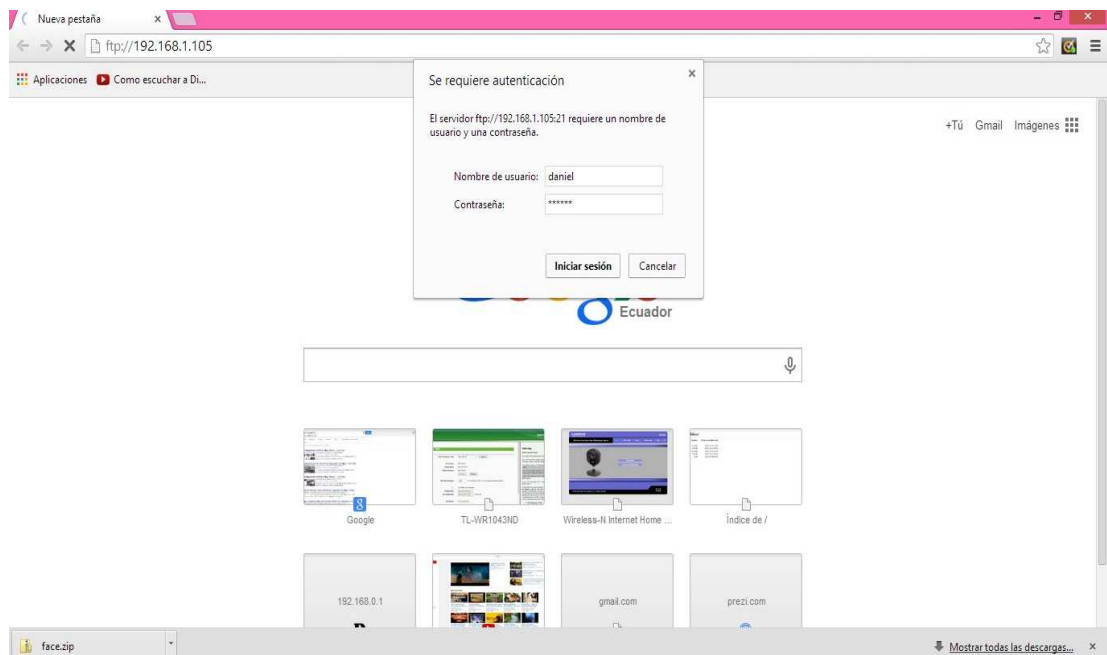 Nueva pestaña
ftp://192.168.1.105
Aplicaciones Como escuchar a Di...
Se requiere autenticación
El servidor ftp://192.168.1.105:21 requiere un nombre de
usuario y una contraseña.
Nombre de usuario: daniel
Contraseña: ******
Iniciar sesión Cancelar
+Tú Gmail Imágenes
Ecuador
Google TL-WR1043ND Wireless-N Internet Home ... Índice de /
192.168.0.1 gmail.com prezi.com
face.zip
Mostrar todas las descargas...